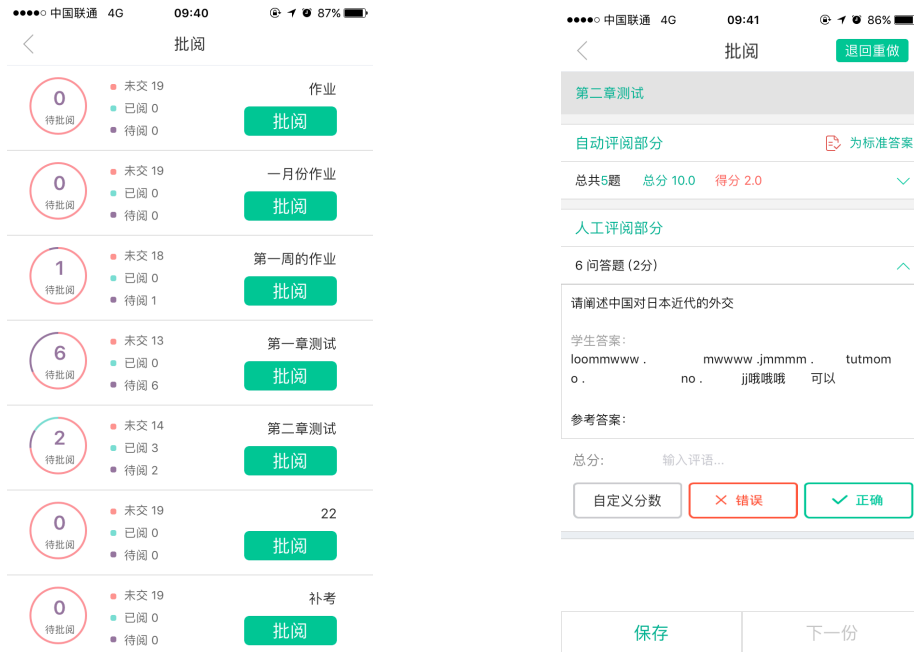 中国联通 4G 09:40 87%
批阅
0
待批阅
未交 19
已阅 0
待阅 0
作业
批阅
0
待批阅
未交 19
已阅 0
待阅 0
一月份作业
批阅
1
待批阅
未交 18
已阅 0
待阅 1
第一周的作业
批阅
6
待批阅
未交 13
已阅 0
待阅 6
第一章测试
批阅
2
待批阅
未交 14
已阅 3
待阅 2
第二章测试
批阅
0
待批阅
未交 19
已阅 0
待阅 0
22
批阅
0
待批阅
未交 19
已阅 0
待阅 0
补考
批阅
中国联通 4G 09:41 86%
批阅 退回重做
第二章测试
自动评阅部分 为标准答案
总共5题 总分 10.0 得分 2.0
人工评阅部分
6 问答题 (2分)
请阐述中国对日本近代的外交
学生答案:
loommwww . mwwww .jmmmm . tutmom
o . no . jj哦哦哦 可以
参考答案:
总分: 输入评语...
自定义分数 错误 正确
保存 下一份